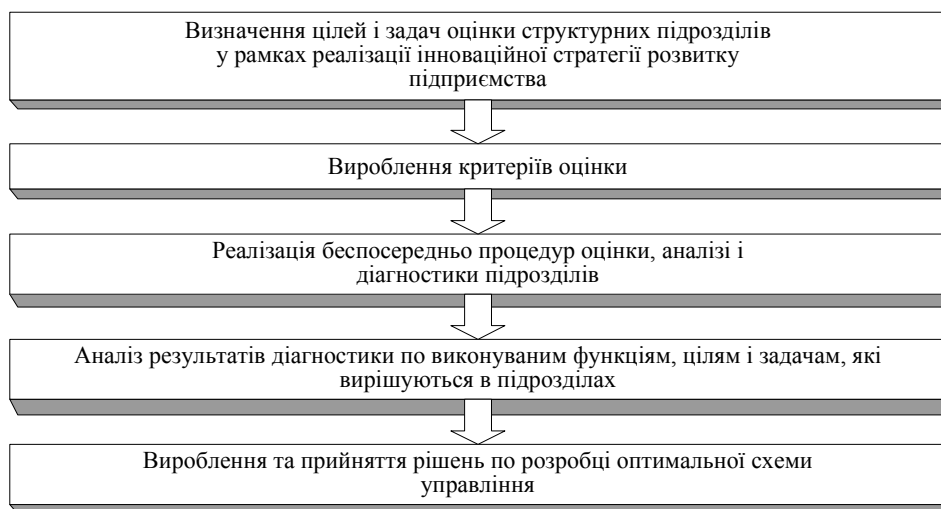 Визначення цілей і задач оцінки структурних підрозділів
у рамках реалізації інноваційної стратегії розвитку
підприємства
Вироблення критеріїв оцінки
Реалізація беспосередньо процедур оцінки, аналізі і
діагностики підрозділів
Аналіз результатів діагностики по виконуваним функціям, цілям і задачам, які
вирішуються в підрозділах
Вироблення та прийняття рішень по розробці оптимальної схеми
управління